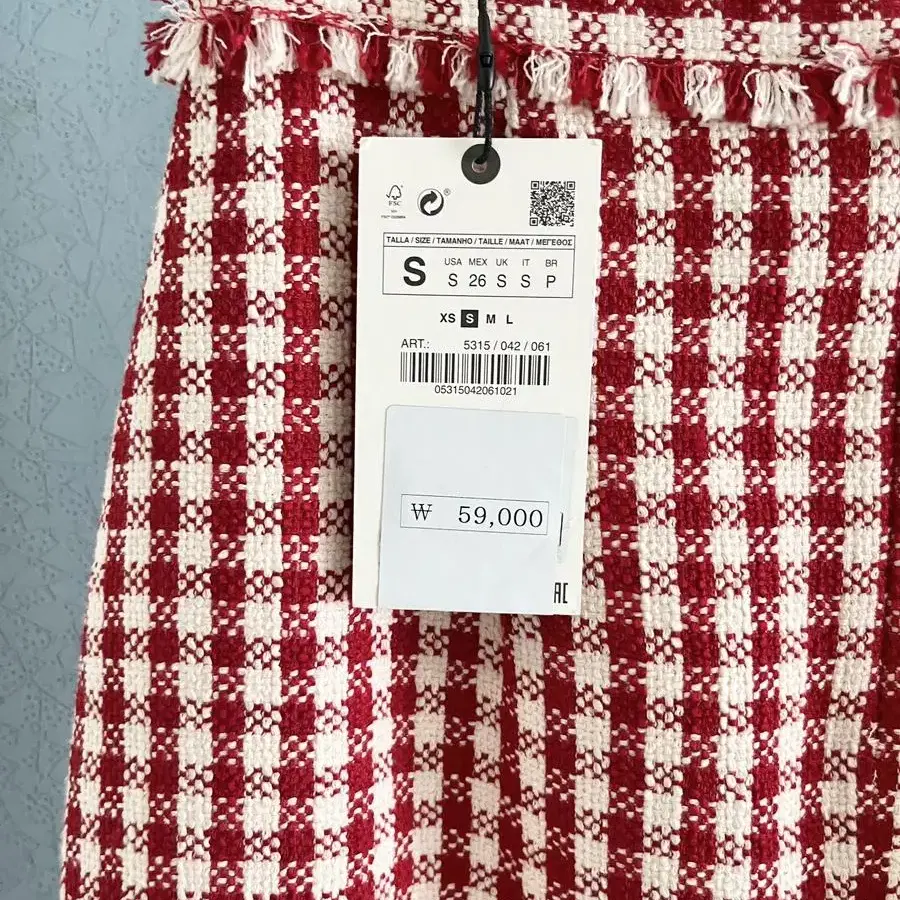 FSC
TALLA / SIZE / TAMANHO / TAILLE / MAAT / ΜΕΓΕΘΟΣ
S
USA MEX UK IT BR
S 26 S S P
XS S M L
ART.: 5315 / 042 / 061
05315042061021
₩ 59,000